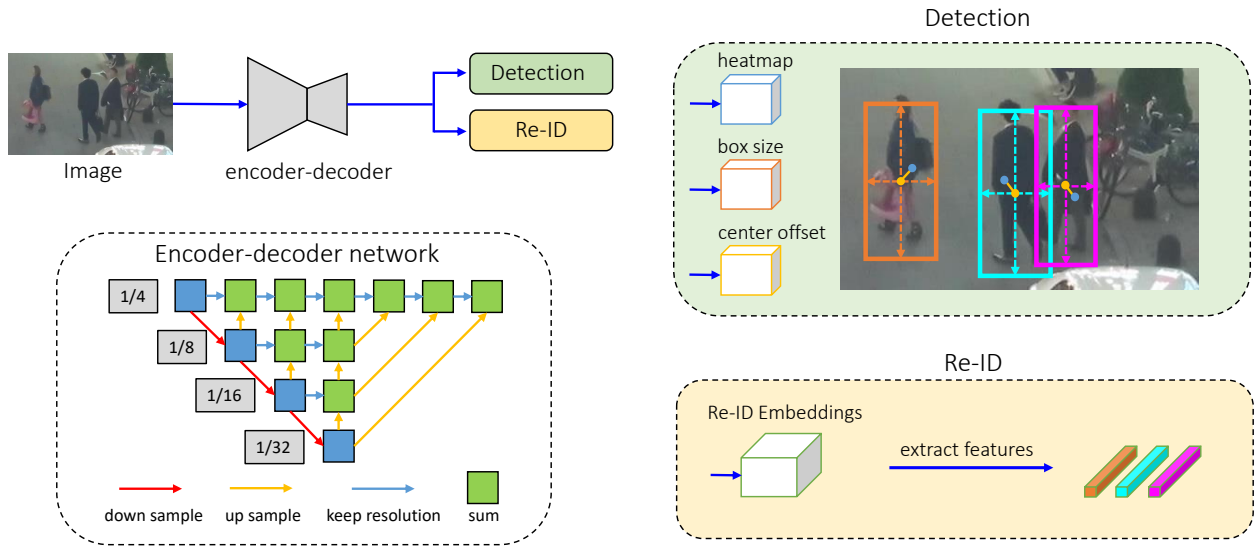 Image
encoder-decoder
Detection
Re-ID
Encoder-decoder network
1/4
1/8
1/16
1/32
down sample
up sample
keep resolution
sum
Detection
heatmap
box size
center offset
Re-ID
Re-ID Embeddings
extract features